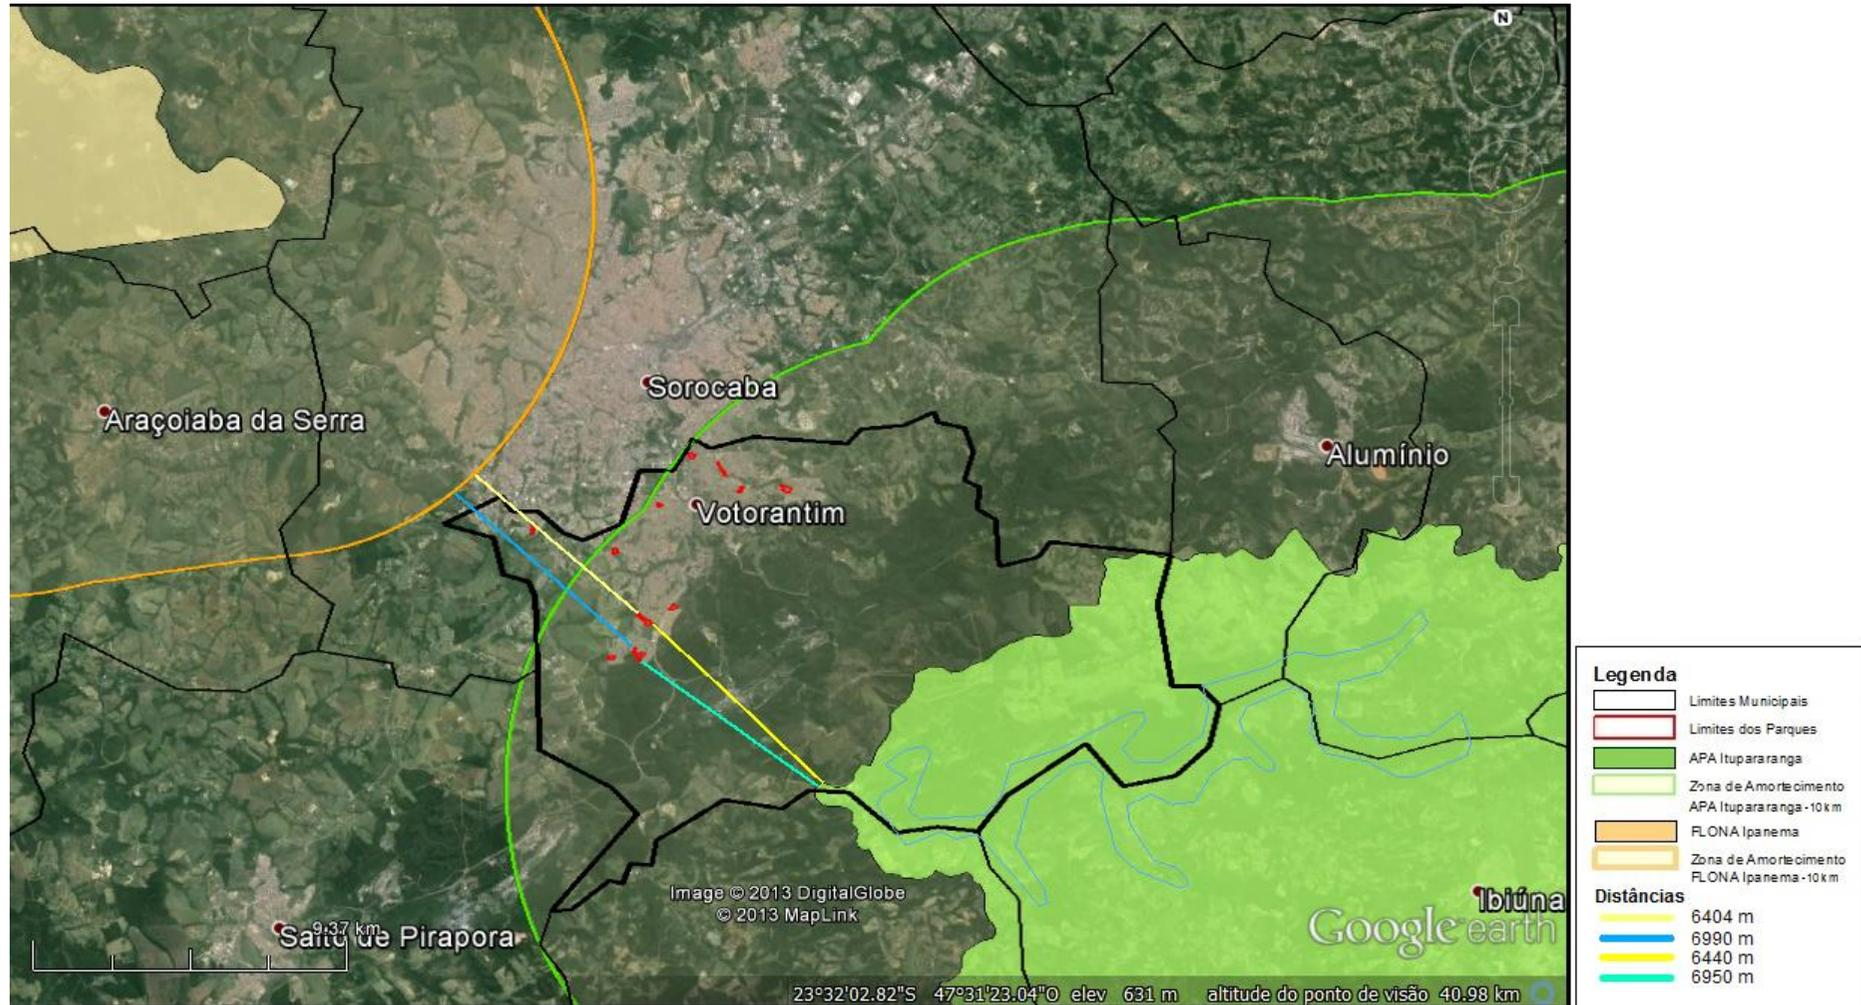 N
Sorocaba
Araçoiaba da Serra
Alumínio
Votorantim
Ibiúna
Image © 2013 DigitalGlobe
© 2013 MapLink
Google earth
9.37 km
Salto de Pirapora
23°32'02.82"S 47°31'23.04"O elev 631 m altitude do ponto de visão 40.98 km
Legenda
Limites Municipais
Limites dos Parques
APA Itupararanga
Zona de Amortecimento
APA Itupararanga - 10 km
FLONA Ipanema
Zona de Amortecimento
FLONA Ipanema - 10 km
Distâncias
6404 m
6990 m
6440 m
6950 m